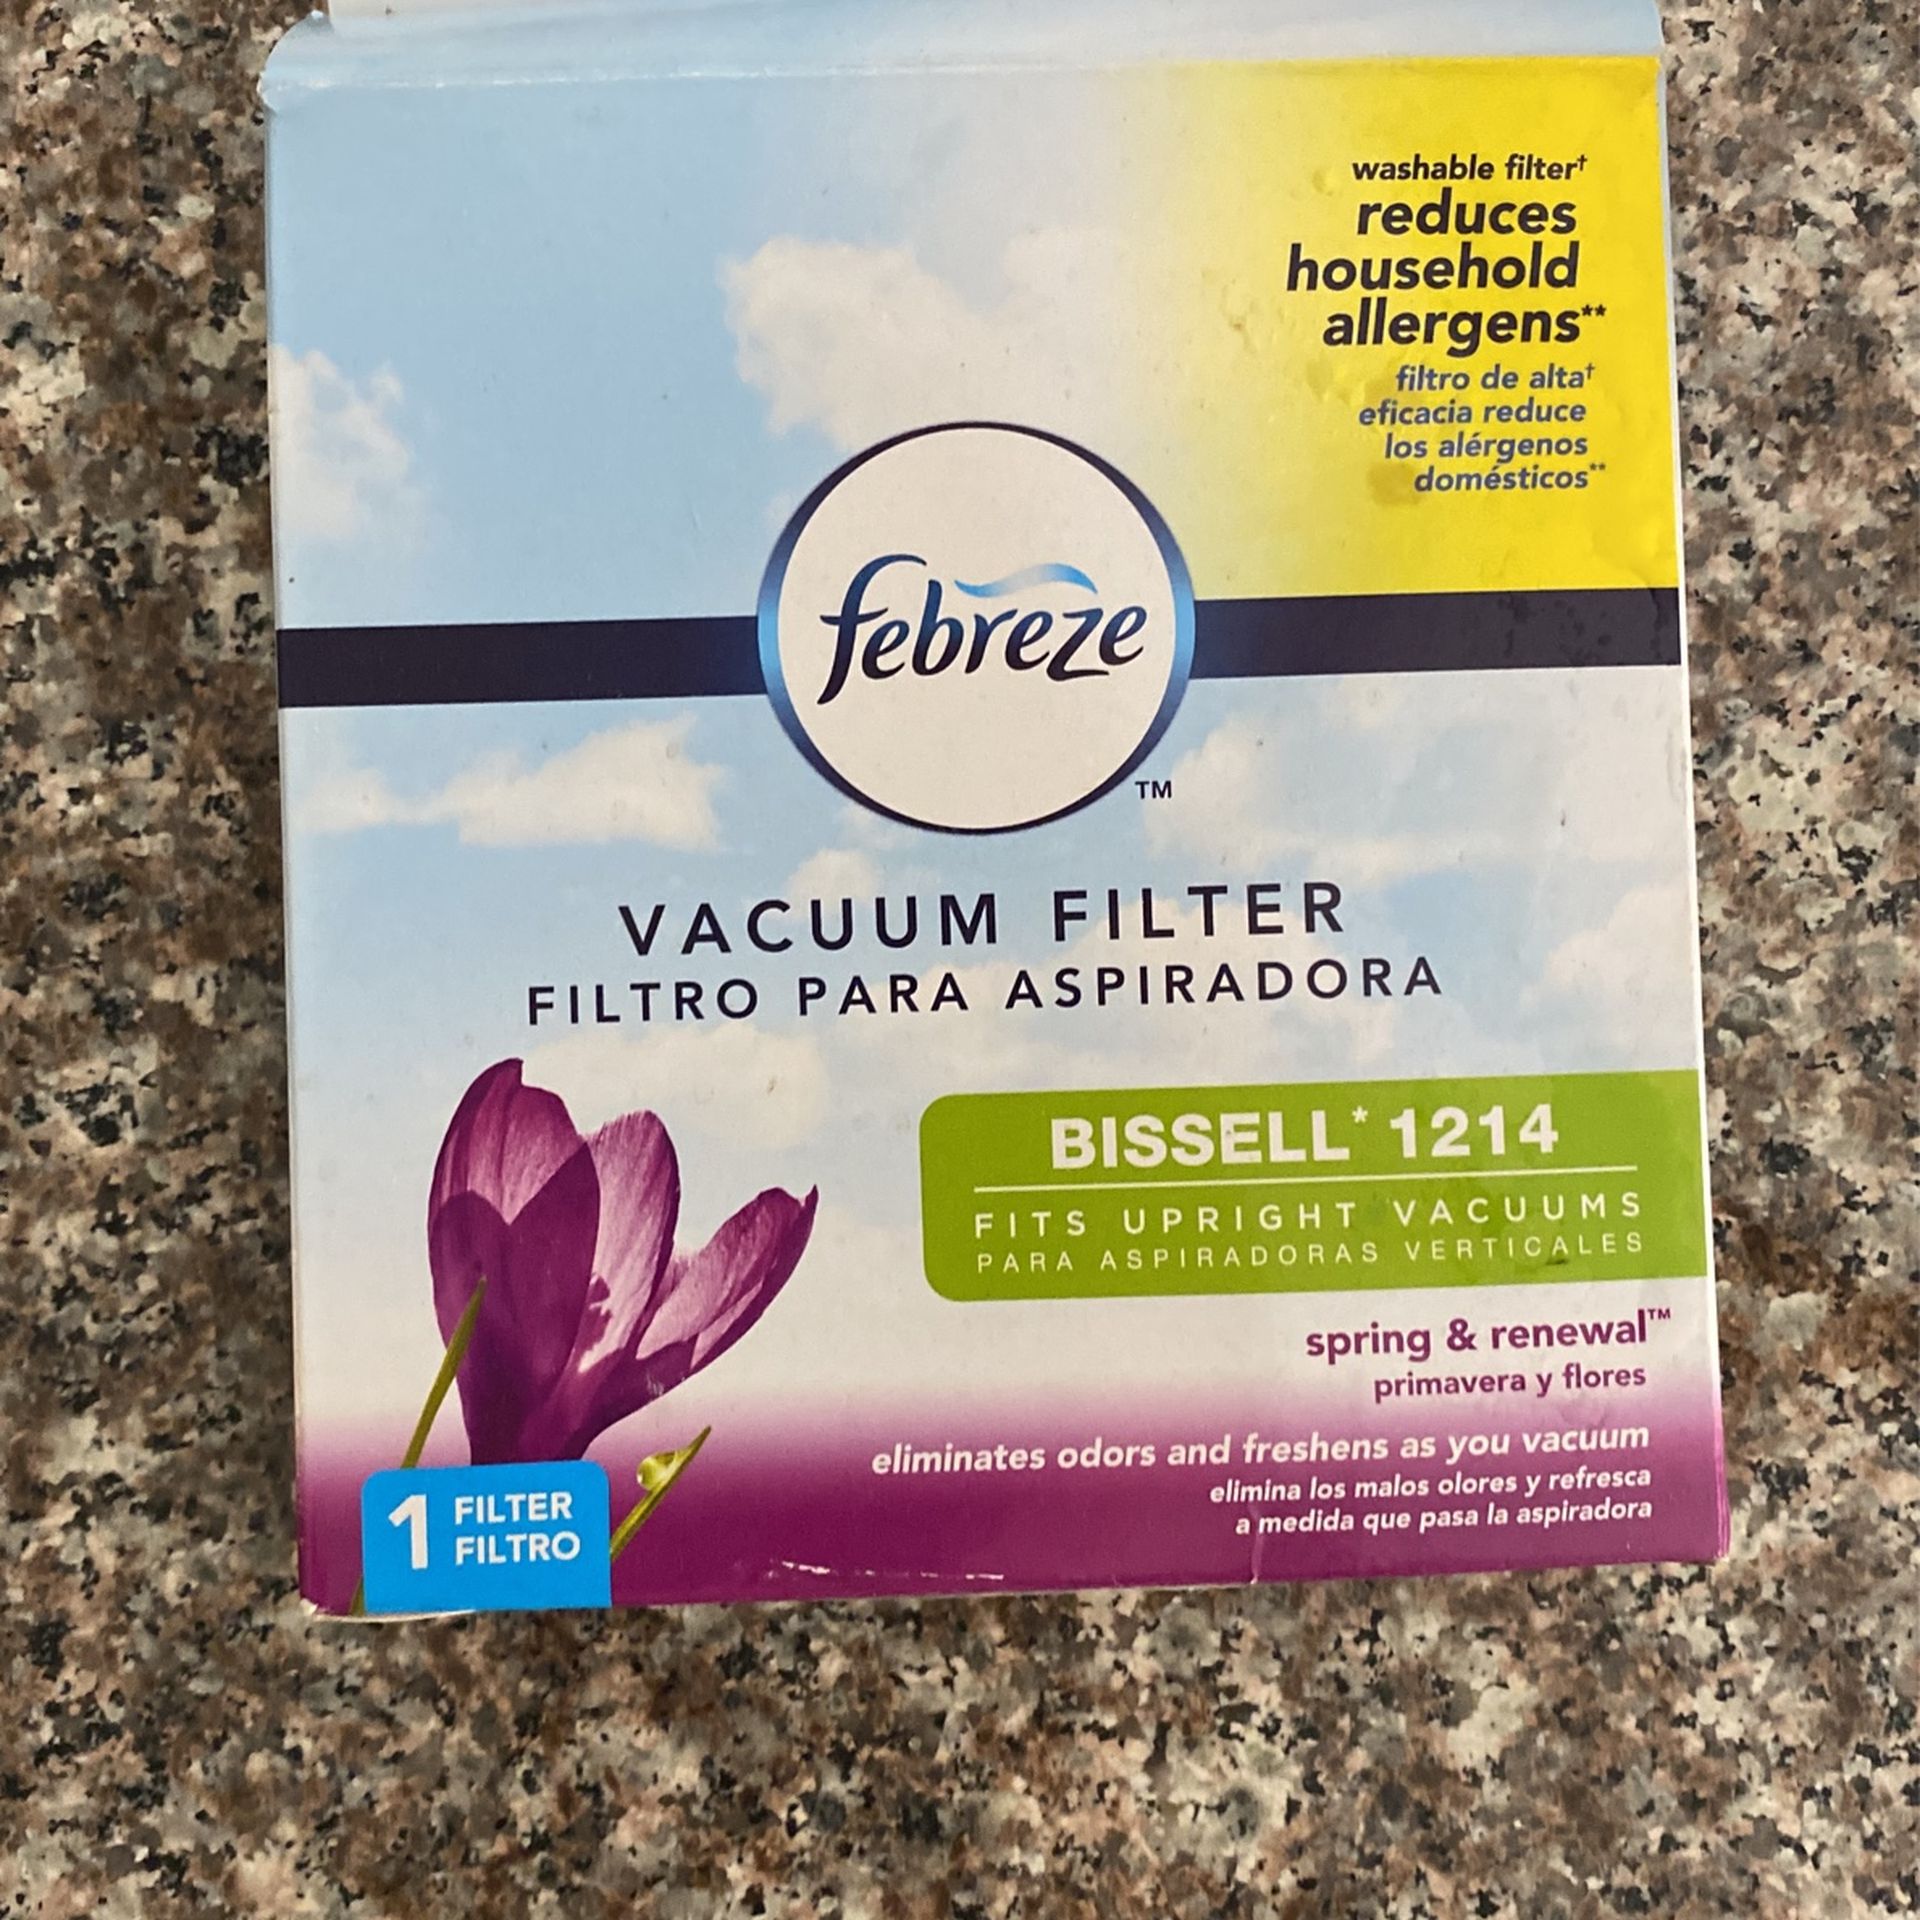 washable filter†
reduces
household
allergens**
filtro de alta†
eficacia reduce
los alérgenos
domésticos**
febreze
TM
VACUUM FILTER
FILTRO PARA ASPIRADORA
BISSELL* 1214
FITS UPRIGHT VACUUMS
PARA ASPIRADORAS VERTICALES
spring & renewal™
primavera y flores
eliminates odors and freshens as you vacuum
elimina los malos olores y refresca
a medida que pasa la aspiradora
1 FILTER
FILTRO